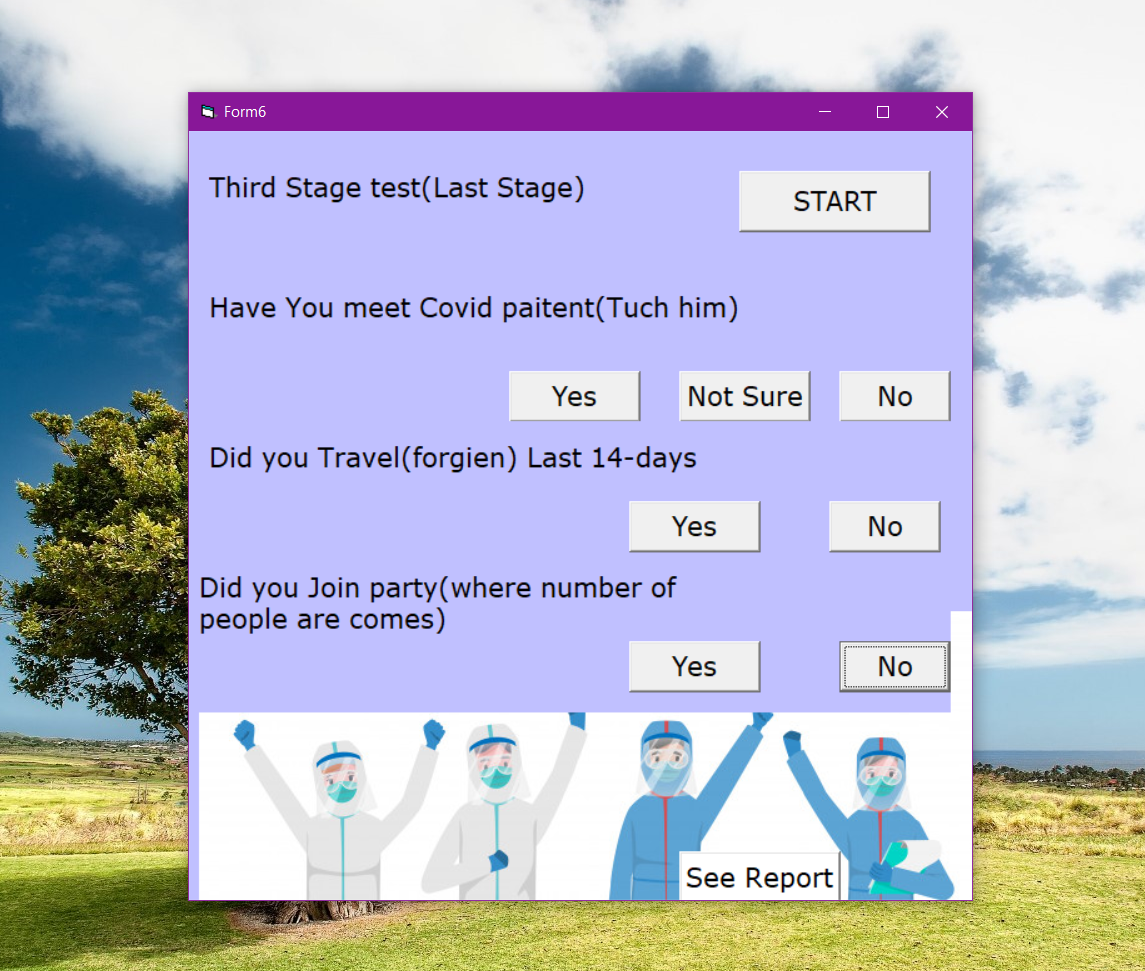 Form6
Third Stage test(Last Stage)
START
Have You meet Covid paitent(Tuch him)
Yes
Not Sure
No
Did you Travel(forgien) Last 14-days
Yes
No
Did you Join party(where number of
people are comes)
Yes
No
See Report